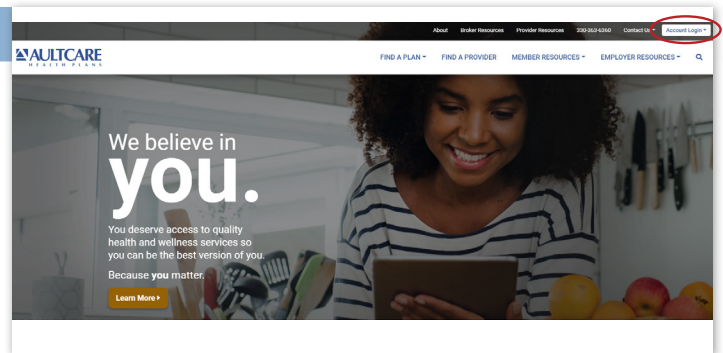 About Broker Resources Provider Resources 330-363-6360 Contact Us Account Login
AULTCARE
HEALTH PLANS
FIND A PLAN FIND A PROVIDER MEMBER RESOURCES EMPLOYER RESOURCES
We believe in
you.
You deserve access to quality
health and wellness services so
you can be the best version of you.
Because you matter.
Learn More